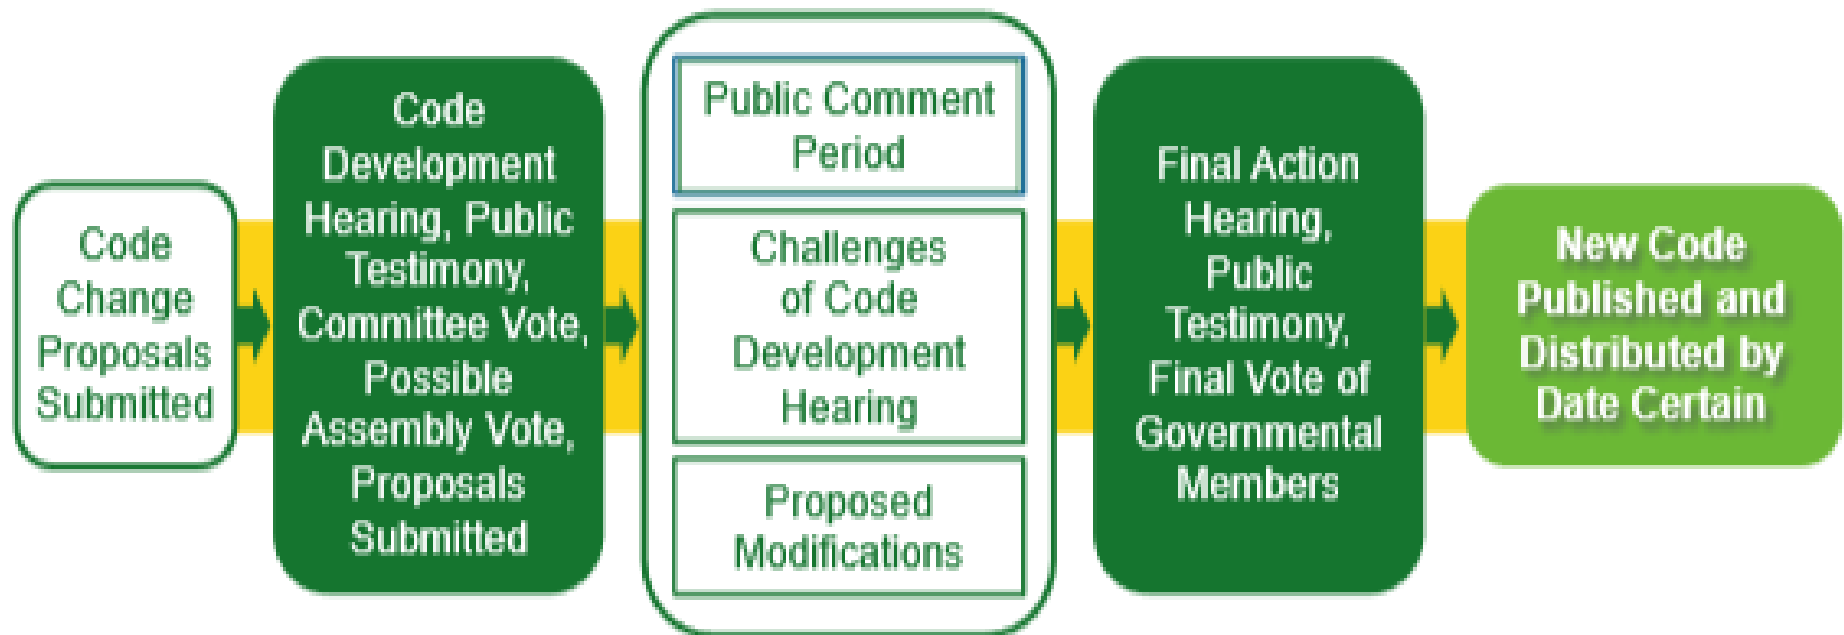 Code
Change
Proposals
Submitted
Code
Development
Hearing, Public
Testimony,
Committee Vote,
Possible
Assembly Vote,
Proposals
Submitted
Public Comment
Period
Challenges
of Code
Development
Hearing
Proposed
Modifications
Final Action
Hearing,
Public
Testimony,
Final Vote of
Governmental
Members
New Code
Published and
Distributed by
Date Certain